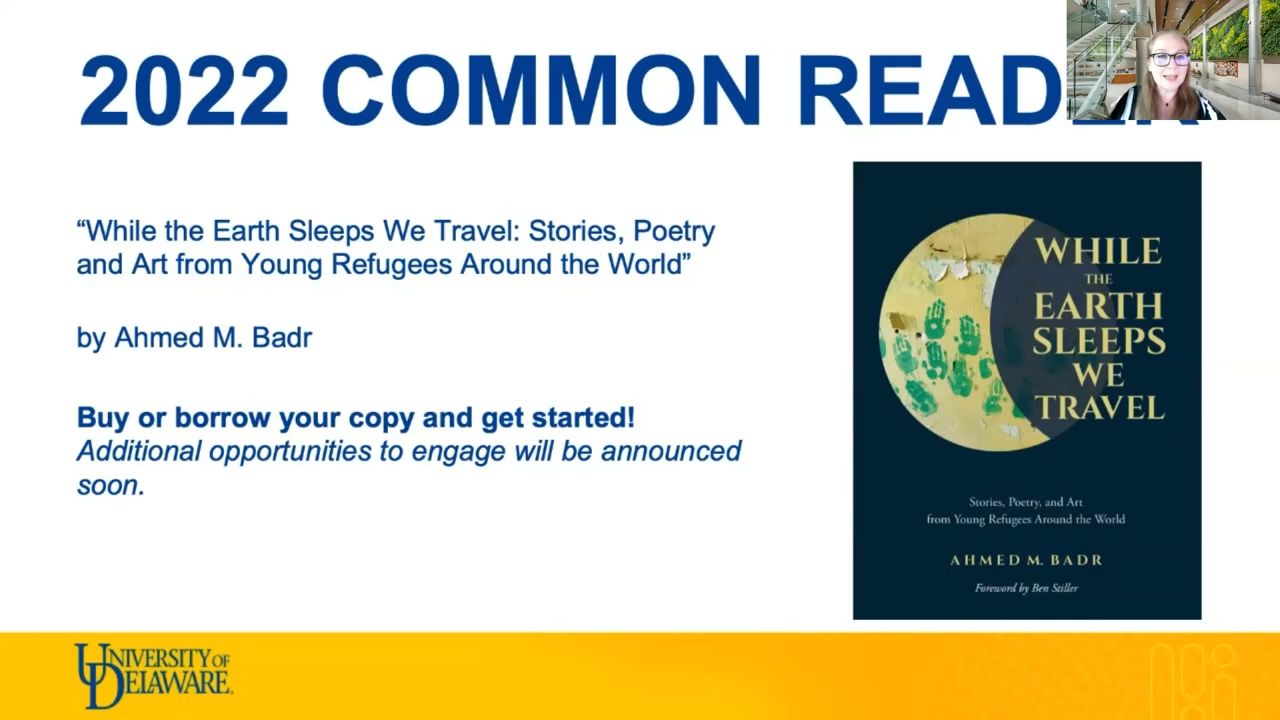 2022 COMMON READER
“While the Earth Sleeps We Travel: Stories, Poetry
and Art from Young Refugees Around the World”
by Ahmed M. Badr
Buy or borrow your copy and get started!
Additional opportunities to engage will be announced
soon.
WHILE
THE
EARTH
SLEEPS
WE
TRAVEL
Stories, Poetry, and Art
from Young Refugees Around the World
AHMED M. BADR
Foreword by Ben Stiller
UNIVERSITY OF
DELAWARE.